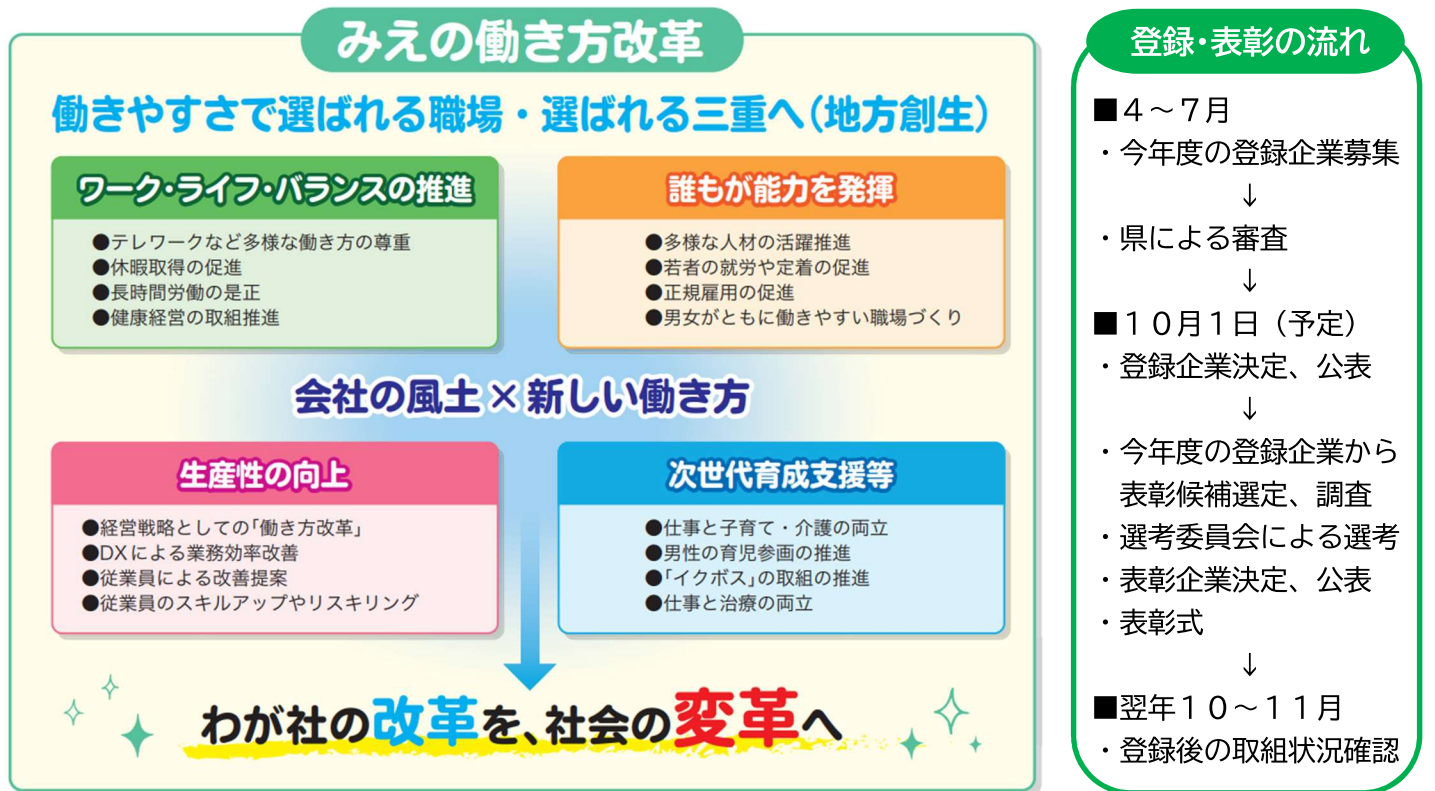 みえの働き方改革
働きやすさで選ばれる職場・選ばれる三重へ(地方創生)
ワーク・ライフ・バランスの推進
●テレワークなど多様な働き方の尊重
●休暇取得の促進
●長時間労働の是正
●健康経営の取組推進
誰もが能力を発揮
●多様な人材の活躍推進
●若者の就労や定着の促進
●正規雇用の促進
●男女がともに働きやすい職場づくり
会社の風土×新しい働き方
生産性の向上
●経営戦略としての「働き方改革」
●DXによる業務効率改善
●従業員による改善提案
●従業員のスキルアップやリスキリング
次世代育成支援等
●仕事と子育て・介護の両立
●男性の育児参画の推進
●「イクボス」の取組の推進
●仕事と治療の両立
わが社の改革を、社会の変革へ
登録・表彰の流れ
■４～７月
・今年度の登録企業募集
↓
・県による審査
↓
■１０月１日（予定）
・登録企業決定、公表
↓
・今年度の登録企業から
表彰候補選定、調査
・選考委員会による選考
・表彰企業決定、公表
・表彰式
↓
■翌年１０～１１月
・登録後の取組状況確認